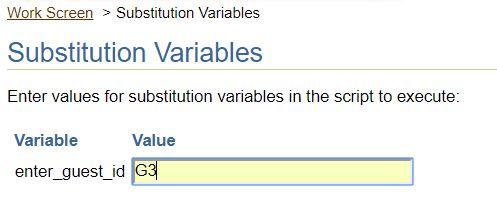 Work Screen > Substitution Variables
Substitution Variables
Enter values for substitution variables in the script to execute:
Variable Value
enter_guest_id G3